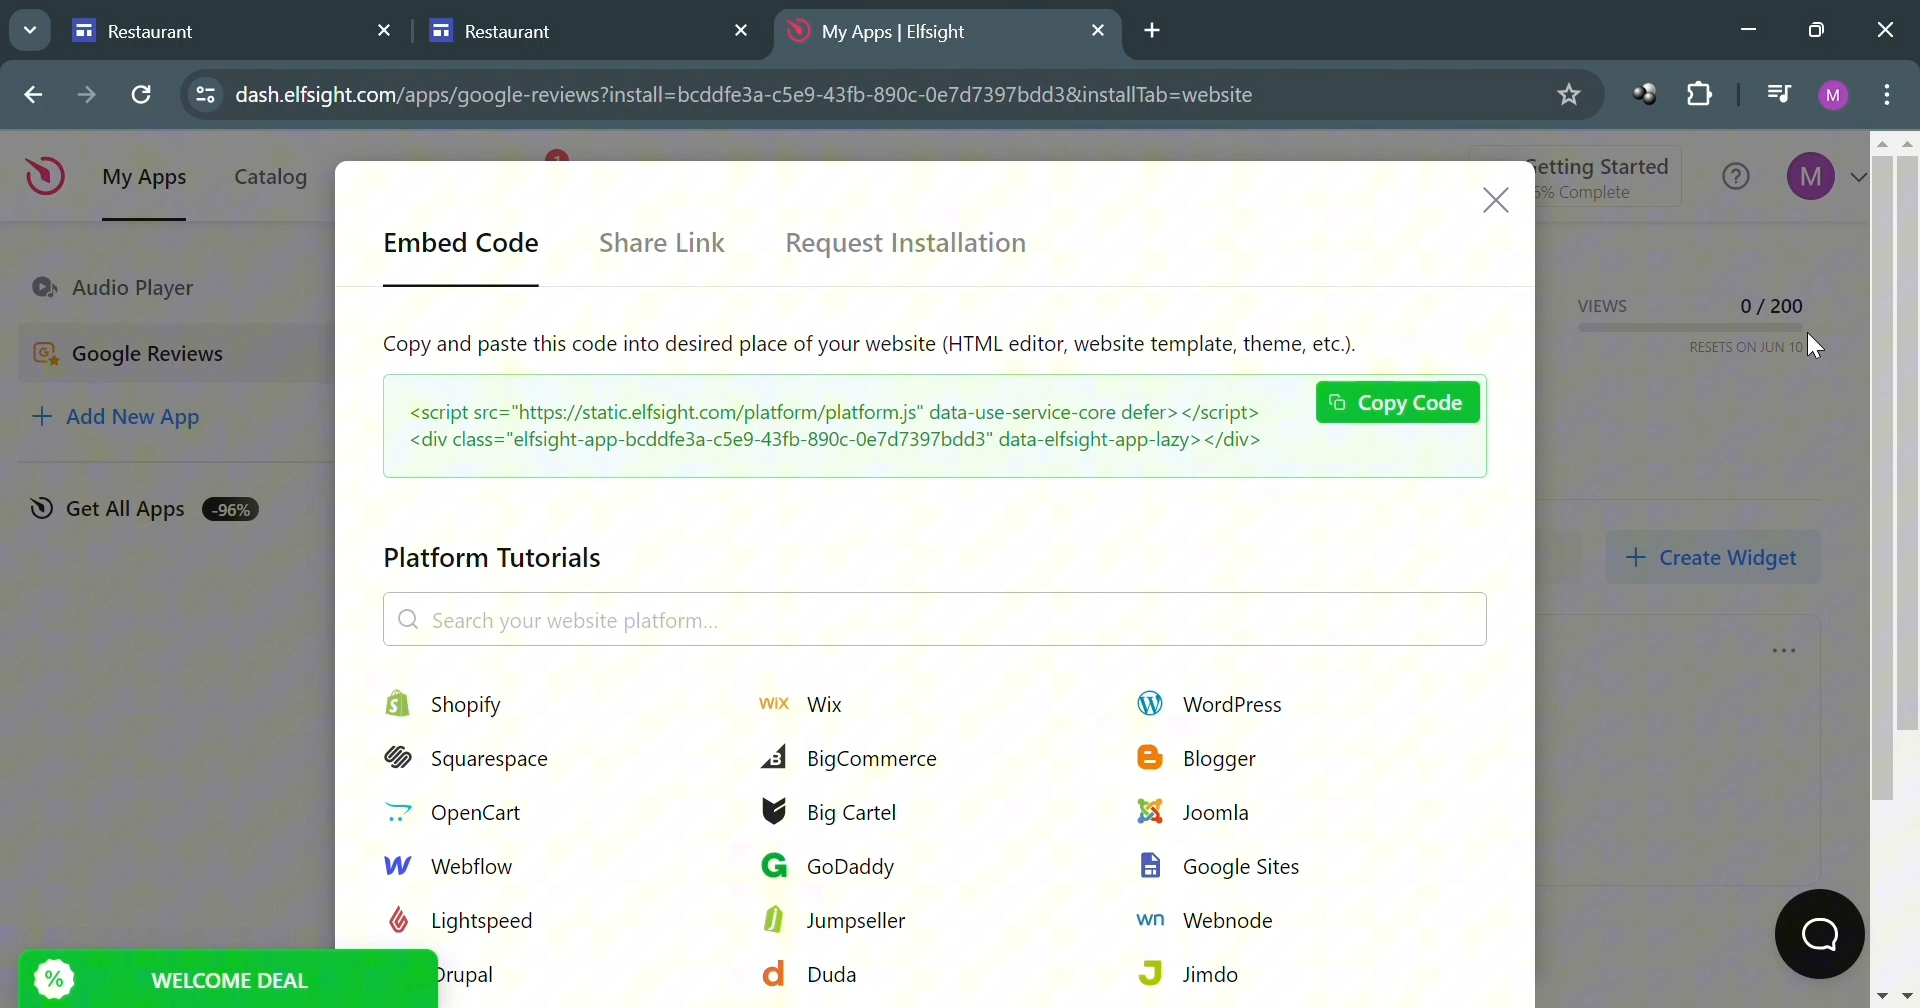 Restaurant
Restaurant
My Apps | Elfsight
dash.elfsight.com/apps/google-reviews?install=bcddfe3a-c5e9-43fb-890c-0e7d7397bdd3&installTab=website
M
My Apps
Catalog
1
Getting Started
5% Complete
M
Audio Player
Google Reviews
Add New App
Get All Apps -96%
Embed Code
Share Link
Request Installation
VIEWS 0 / 200
RESETS ON JUN 10
Copy and paste this code into desired place of your website (HTML editor, website template, theme, etc.).
<script src="https://static.elfsight.com/platform/platform.js" data-use-service-core defer></script>
<div class="elfsight-app-bcddfe3a-c5e9-43fb-890c-0e7d7397bdd3" data-elfsight-app-lazy></div>
Copy Code
Platform Tutorials
Search your website platform...
Create Widget
Shopify
WiX Wix
WordPress
Squarespace
BigCommerce
Blogger
OpenCart
Big Cartel
Joomla
Webflow
GoDaddy
Google Sites
Lightspeed
Jumpseller
wn Webnode
Drupal
Duda
Jimdo
% WELCOME DEAL